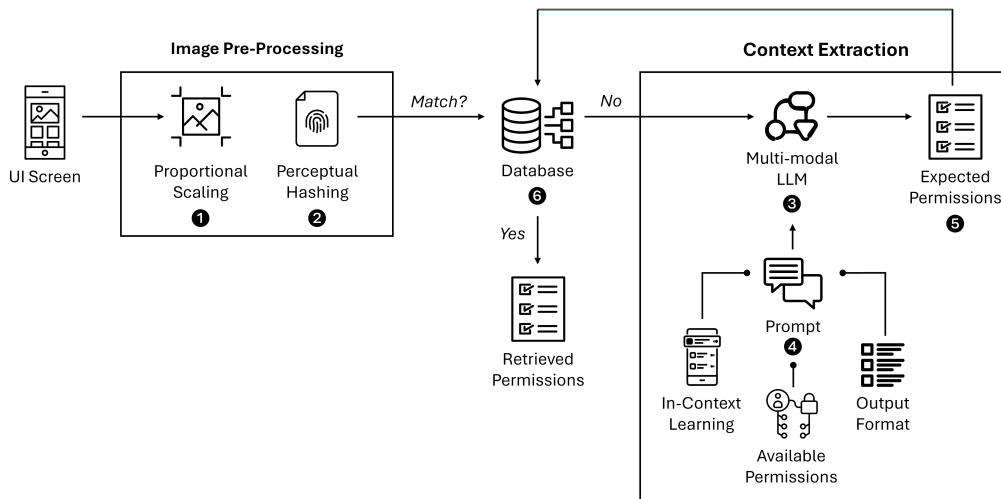 Image Pre-Processing
Context Extraction
UI Screen
Proportional
Scaling
1
Perceptual
Hashing
2
Match?
Database
6
No
Yes
Retrieved
Permissions
Multi-modal
LLM
3
Expected
Permissions
5
Prompt
4
In-Context
Learning
Available
Permissions
Output
Format